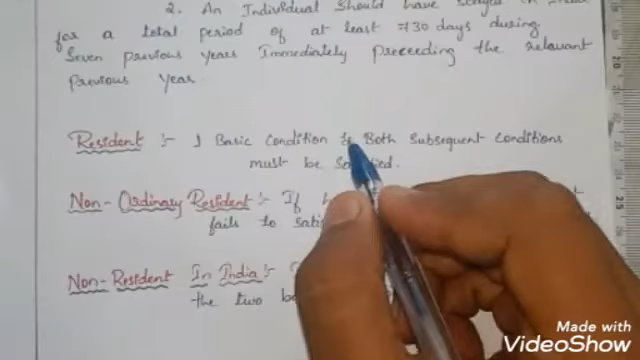 2. An Individual Should have Stayed in
for a total period of at least 730 days during
Seven previous years Immediately Preceeding the relevant
Previous Year.
Resident :- 1 Basic Condition & Both Subsequent Conditions
must be
Non-Ordinary Resident :- If
fails to
Non-Resident In India :-
the two
Made with
VideoShow